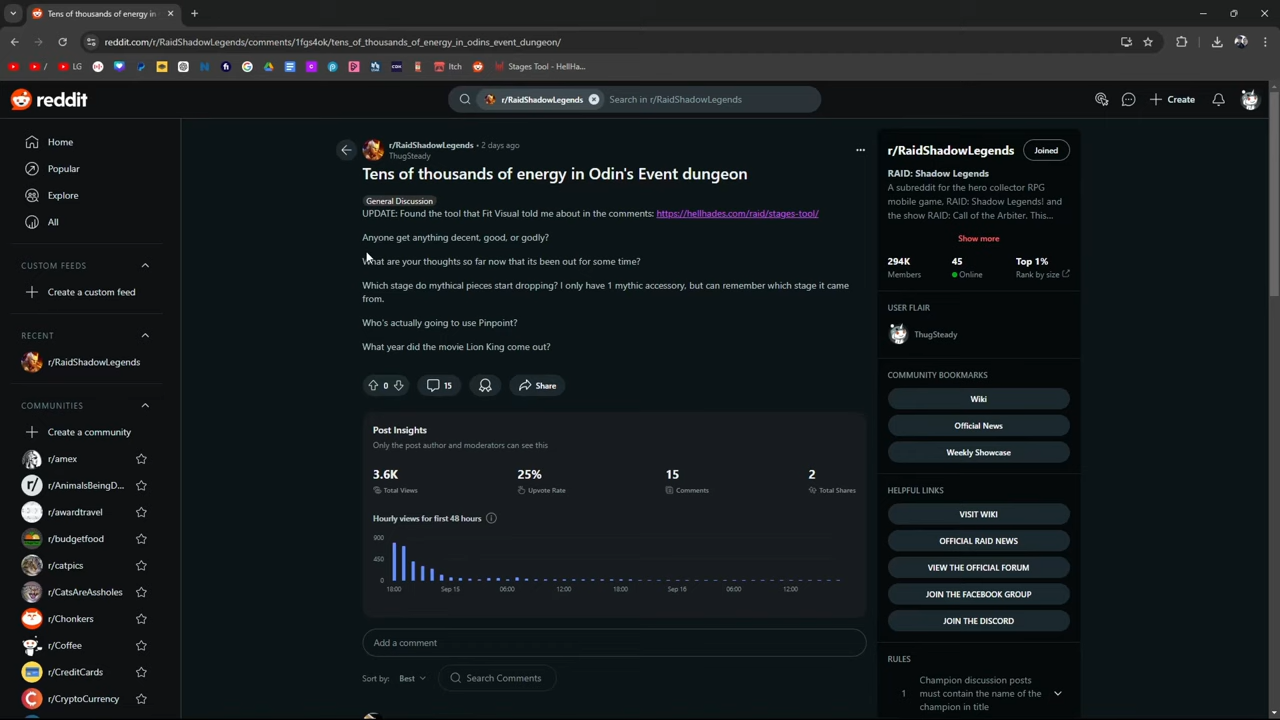 Tens of thousands of energy in
reddit.com/r/RaidShadowLegends/comments/1fgs4ok/tens_of_thousands_of_energy_in_odins_event_dungeon/
/
LG
CDH
Itch
Stages Tool - HellHa...
reddit
r/RaidShadowLegends
Search in r/RaidShadowLegends
Create
Home
Popular
Explore
All
CUSTOM FEEDS
Create a custom feed
RECENT
r/RaidShadowLegends
COMMUNITIES
Create a community
r/amex
r/AnimalsBeingD...
r/awardtravel
r/budgetfood
r/catpics
r/CatsAreAssholes
r/Chonkers
r/Coffee
r/CreditCards
r/CryptoCurrency
r/RaidShadowLegends • 2 days ago
ThugSteady
Tens of thousands of energy in Odin's Event dungeon
General Discussion
UPDATE: Found the tool that Fit Visual told me about in the comments: https://hellhades.com/raid/stages-tool/
Anyone get anything decent, good, or godly?
What are your thoughts so far now that its been out for some time?
Which stage do mythical pieces start dropping? I only have 1 mythic accessory, but can remember which stage it came
from.
Who's actually going to use Pinpoint?
What year did the movie Lion King come out?
0
15
Share
Post Insights
Only the post author and moderators can see this
3.6K
25%
15
2
Total Views
Upvote Rate
Comments
Total Shares
Hourly views for first 48 hours
900
450
0
18:00
Sep 15
06:00
12:00
18:00
Sep 16
06:00
12:00
Add a comment
Sort by: Best
Search Comments
r/RaidShadowLegends
Joined
RAID: Shadow Legends
A subreddit for the hero collector RPG
mobile game, RAID: Shadow Legends! and
the show RAID: Call of the Arbiter. This...
Show more
294K
45
Top 1%
Members
Online
Rank by size
USER FLAIR
ThugSteady
COMMUNITY BOOKMARKS
Wiki
Official News
Weekly Showcase
HELPFUL LINKS
VISIT WIKI
OFFICIAL RAID NEWS
VIEW THE OFFICIAL FORUM
JOIN THE FACEBOOK GROUP
JOIN THE DISCORD
RULES
1
Champion discussion posts
must contain the name of the
champion in title